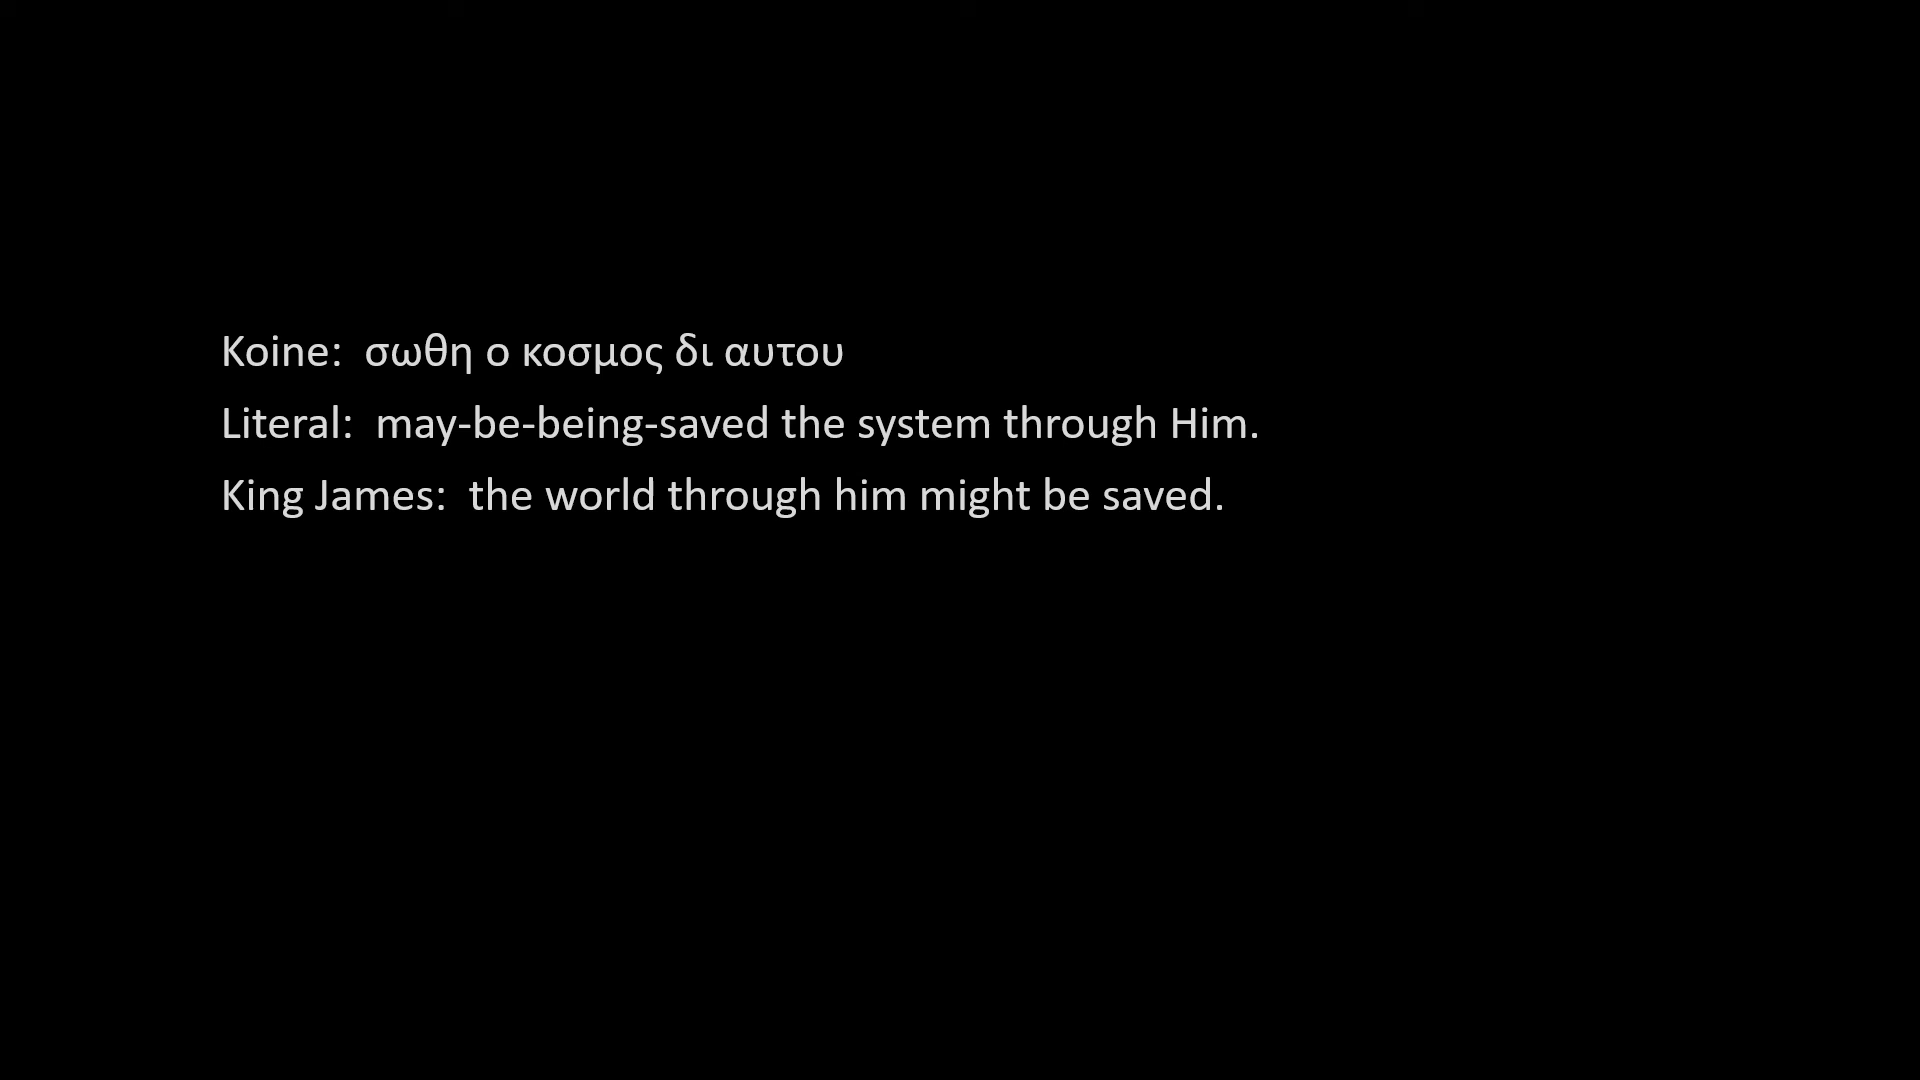 Koine:  σωθη ο κοσμος δι αυτου
Literal:  may-be-being-saved the system through Him.
King James:  the world through him might be saved.